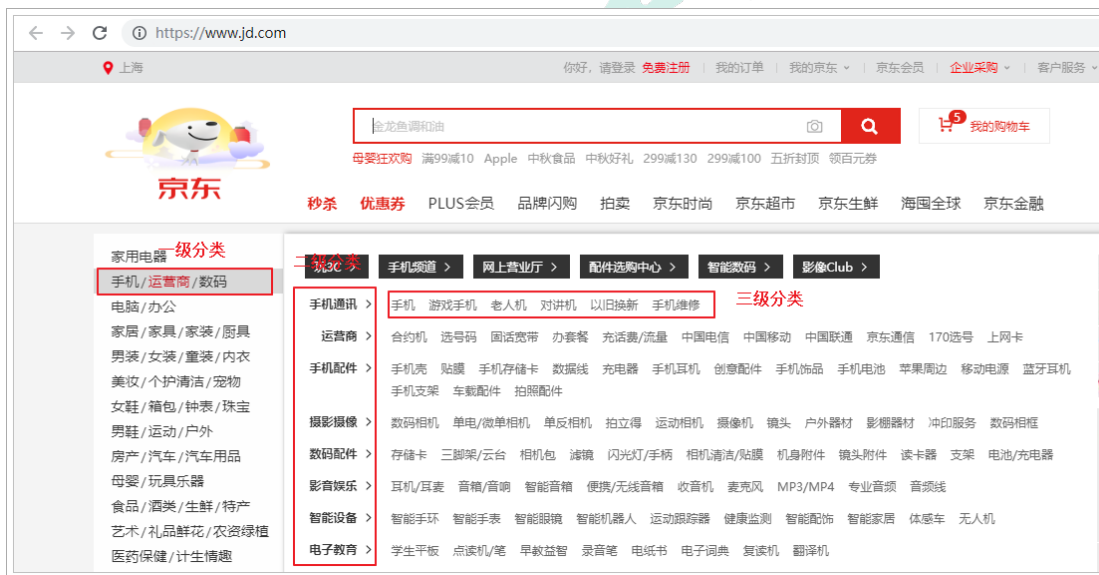 https://www.jd.com
上海
你好，请登录 免费注册 我的订单 我的京东 京东会员 企业采购 客户服务
金龙鱼调和油
5 我的购物车
母婴狂欢购 满99减10 Apple 中秋食品 中秋好礼 299减130 299减100 五折封顶 领百元券
京东
秒杀 优惠券 PLUS会员 品牌闪购 拍卖 京东时尚 京东超市 京东生鲜 海囤全球 京东金融
家用电器
一级分类
手机/运营商/数码
电脑/办公
家居/家具/家装/厨具
男装/女装/童装/内衣
美妆/个护清洁/宠物
女鞋/箱包/钟表/珠宝
男鞋/运动/户外
房产/汽车/汽车用品
母婴/玩具乐器
食品/酒类/生鲜/特产
艺术/礼品鲜花/农资绿植
医药保健/计生情趣
二级分类
玩3C > 手机频道 > 网上营业厅 > 配件选购中心 > 智能数码 > 影像Club >
手机通讯 > 手机 游戏手机 老人机 对讲机 以旧换新 手机维修
三级分类
运营商 > 合约机 选号码 固话宽带 办套餐 充话费/流量 中国电信 中国移动 中国联通 京东通信 170选号 上网卡
手机配件 > 手机壳 贴膜 手机存储卡 数据线 充电器 手机耳机 创意配件 手机饰品 手机电池 苹果周边 移动电源 蓝牙耳机
手机支架 车载配件 拍照配件
摄影摄像 > 数码相机 单电/微单相机 单反相机 拍立得 运动相机 摄像机 镜头 户外器材 影棚器材 冲印服务 数码相框
数码配件 > 存储卡 三脚架/云台 相机包 滤镜 闪光灯/手柄 相机清洁/贴膜 机身附件 镜头附件 读卡器 支架 电池/充电器
影音娱乐 > 耳机/耳麦 音箱/音响 智能音箱 便携/无线音箱 收音机 麦克风 MP3/MP4 专业音频 音频线
智能设备 > 智能手环 智能手表 智能眼镜 智能机器人 运动跟踪器 健康监测 智能配饰 智能家居 体感车 无人机
电子教育 > 学生平板 点读机/笔 早教益智 录音笔 电纸书 电子词典 复读机 翻译机